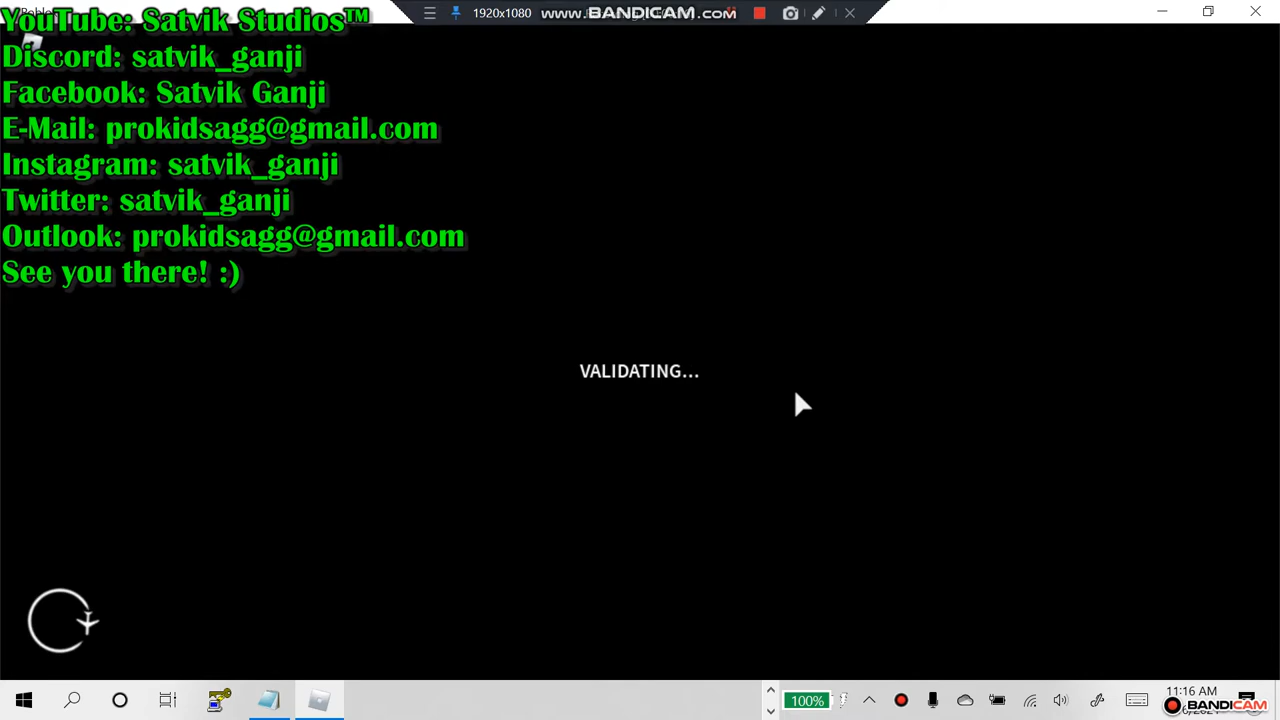 1920x1080 www.BANDICAM.com
YouTube: Satvik Studios™
Discord: satvik_ganji
Facebook: Satvik Ganji
E-Mail: prokidsagg@gmail.com
Instagram: satvik_ganji
Twitter: satvik_ganji
Outlook: prokidsagg@gmail.com
See you there! :)
VALIDATING...
100%
11:16 AM
BANDICAM